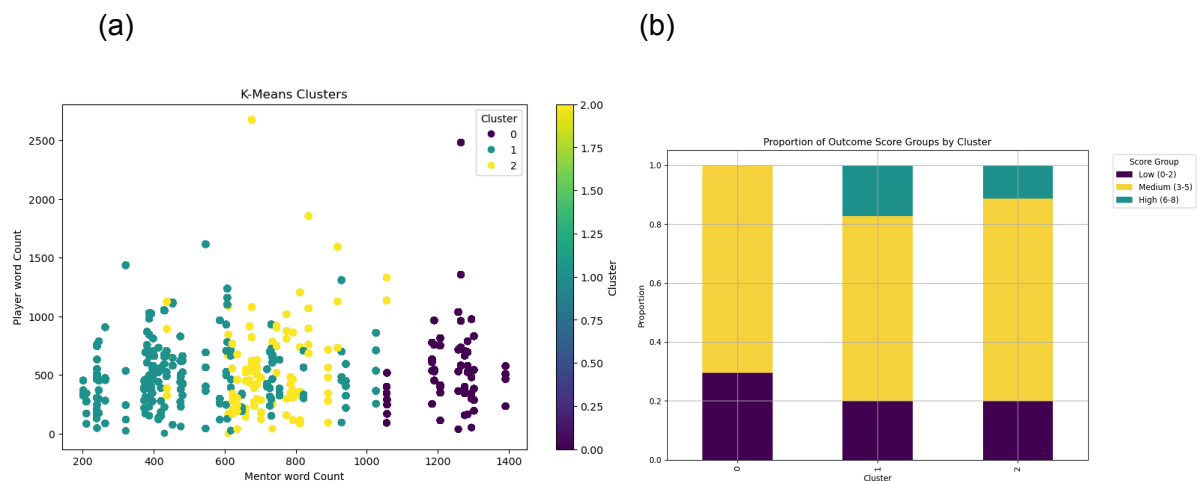 (a)
(b)
K-Means Clusters
Player word Count
2500
2000
1500
1000
500
0
200
400
600
800
1000
1200
1400
Mentor word Count
Cluster
0
1
2
2.00
1.75
1.50
1.25
1.00
0.75
0.50
0.25
0.00
Cluster
Proportion of Outcome Score Groups by Cluster
Proportion
1.0
0.8
0.6
0.4
0.2
0.0
0
1
2
Cluster
Score Group
Low (0-2)
Medium (3-5)
High (6-8)